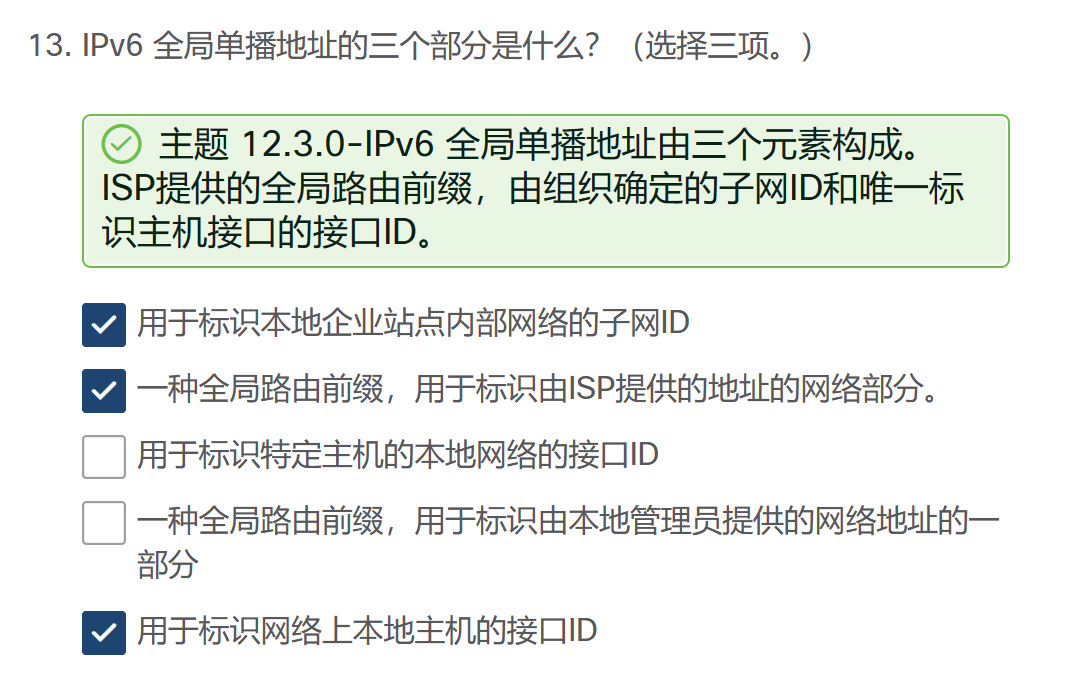 13. IPv6 全局单播地址的三个部分是什么？（选择三项。）
主题 12.3.0-IPv6 全局单播地址由三个元素构成。
ISP提供的全局路由前缀，由组织确定的子网ID和唯一标
识主机接口的接口ID。
用于标识本地企业站点内部网络的子网ID
一种全局路由前缀，用于标识由ISP提供的地址的网络部分。
用于标识特定主机的本地网络的接口ID
一种全局路由前缀，用于标识由本地管理员提供的网络地址的一
部分
用于标识网络上本地主机的接口ID